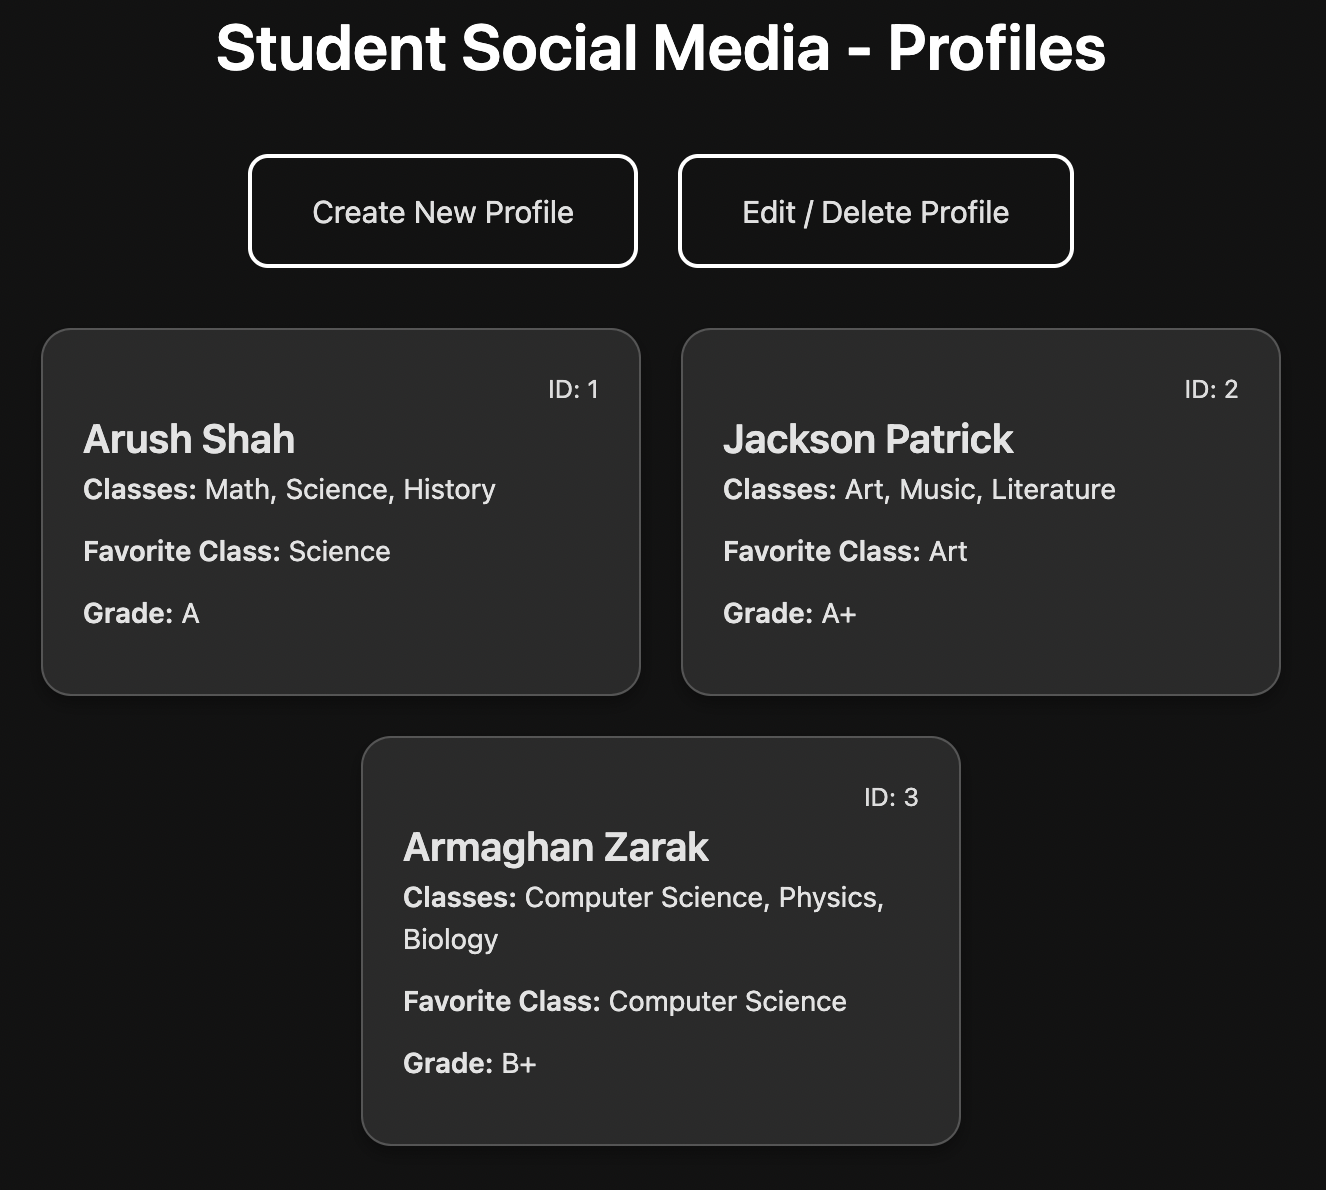 Student Social Media - Profiles
Create New Profile
Edit / Delete Profile
ID: 1
Arush Shah
Classes: Math, Science, History
Favorite Class: Science
Grade: A
ID: 2
Jackson Patrick
Classes: Art, Music, Literature
Favorite Class: Art
Grade: A+
ID: 3
Armaghan Zarak
Classes: Computer Science, Physics,
Biology
Favorite Class: Computer Science
Grade: B+